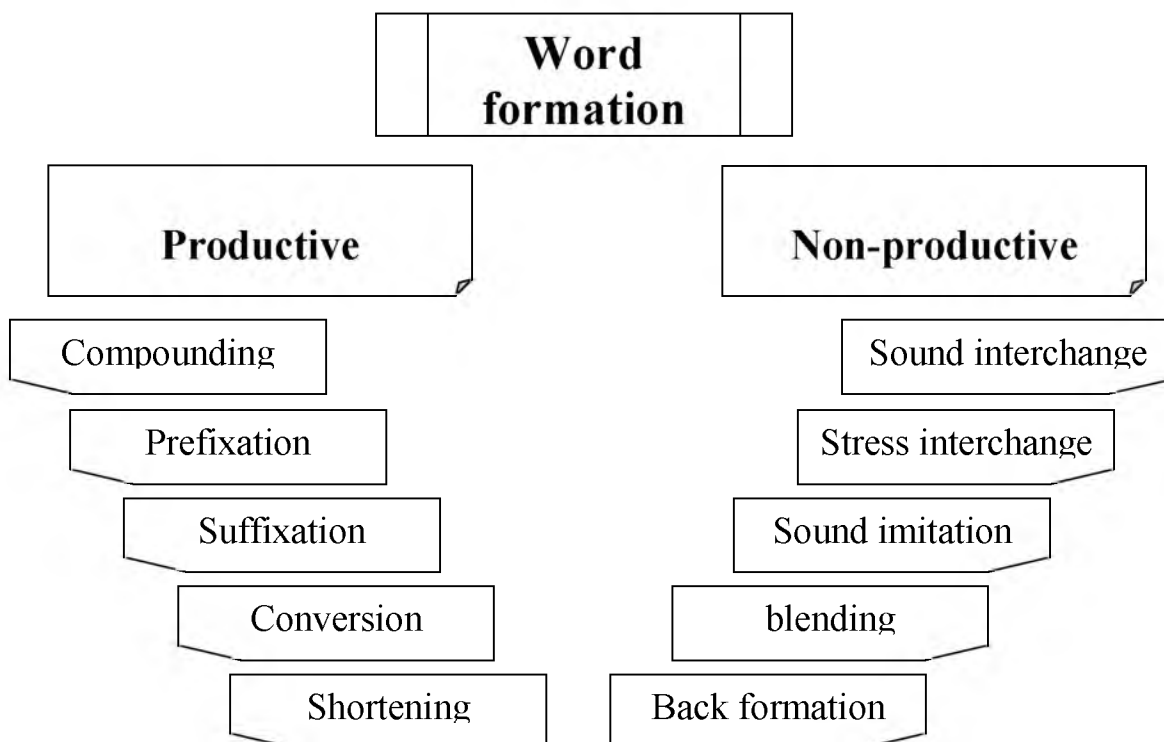 Word
formation
Productive
Non-productive
Compounding
Sound interchange
Prefixation
Stress interchange
Suffixation
Sound imitation
Conversion
blending
Shortening
Back formation